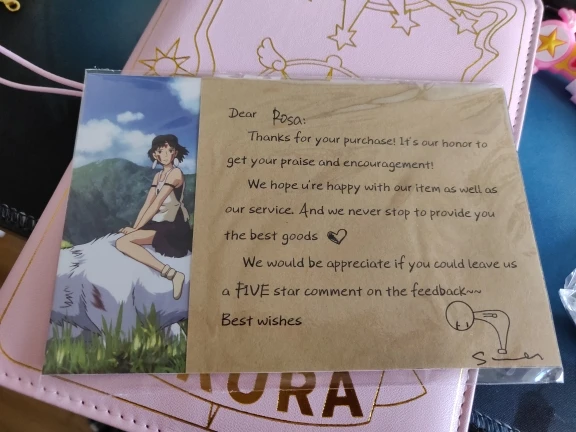 Dear Rosa:
Thanks for your purchase! It's our honor to
get your praise and encouragement!
We hope u're happy with our item as well as
our service. And we never stop to provide you
the best goods
We would be appreciate if you could leave us
a FIVE star comment on the feedback~~
Best wishes
URA